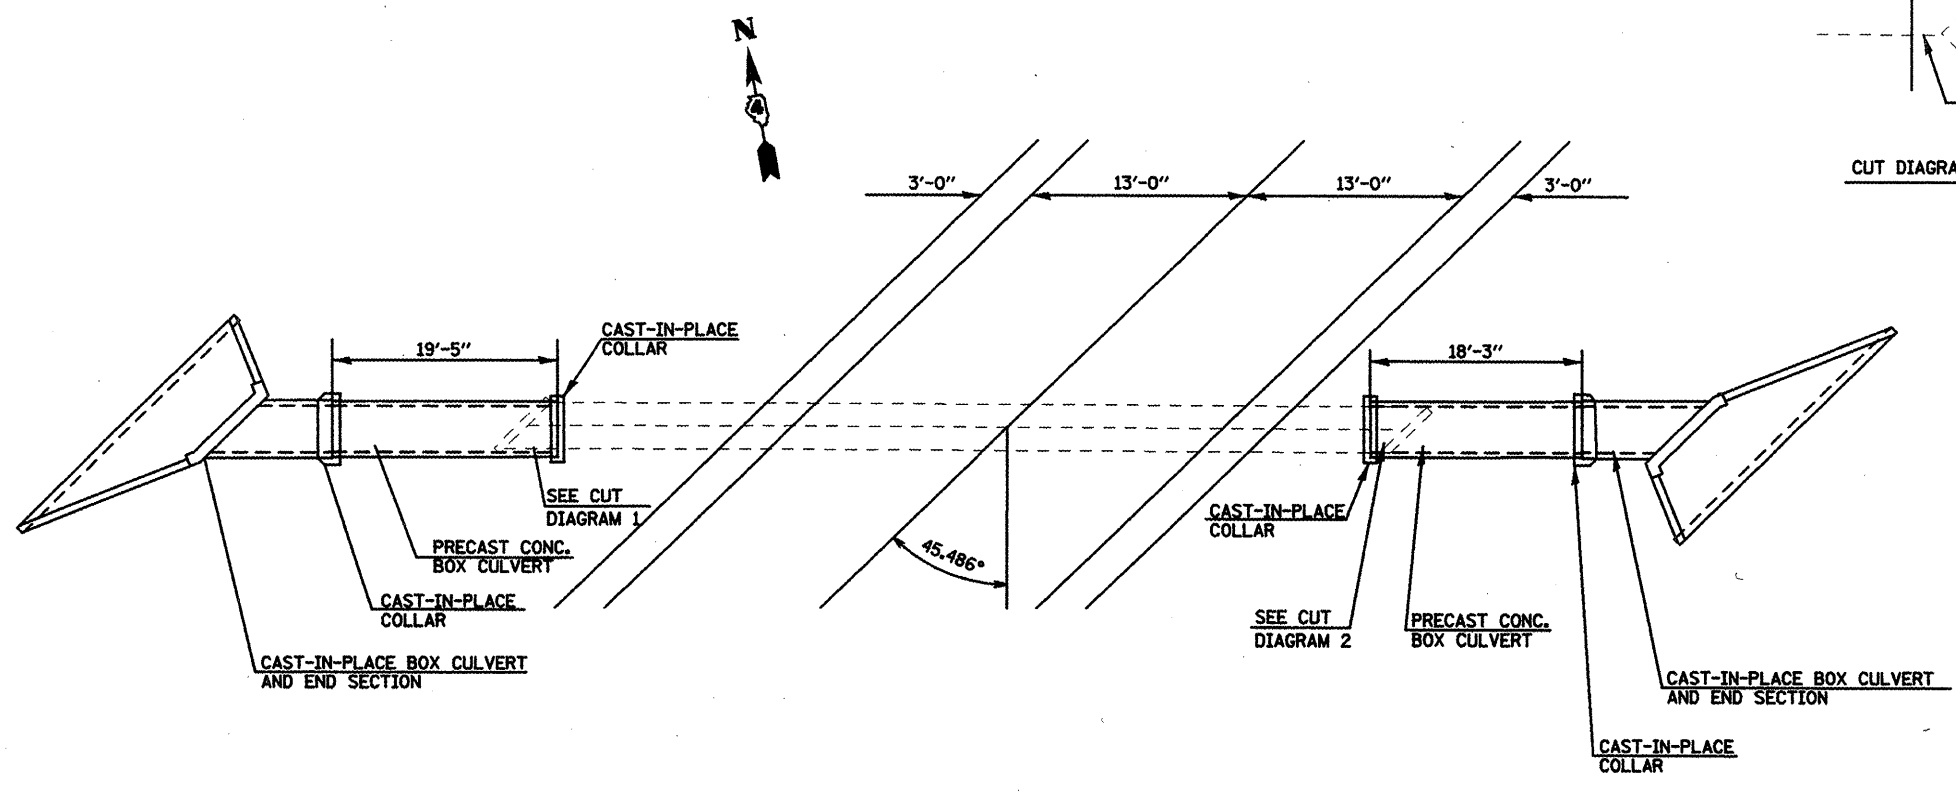 N
4
CUT DIAGRA
3'-0"
13'-0"
13'-0"
3'-0"
CAST-IN-PLACE
COLLAR
19'-5"
18'-3"
SEE CUT
DIAGRAM 1
CAST-IN-PLACE
COLLAR
PRECAST CONC.
BOX CULVERT
45.486°
CAST-IN-PLACE
COLLAR
SEE CUT
DIAGRAM 2
PRECAST CONC.
BOX CULVERT
CAST-IN-PLACE BOX CULVERT
AND END SECTION
CAST-IN-PLACE BOX CULVERT
AND END SECTION
CAST-IN-PLACE
COLLAR